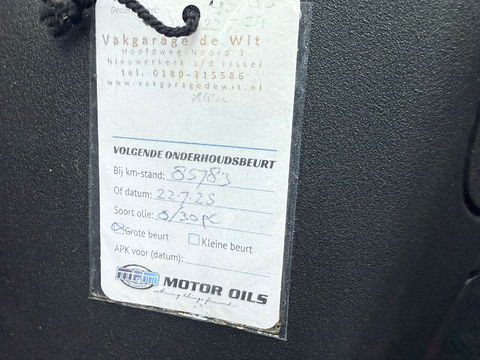 Vakgarage de Wit
Hoofdweg-Noord 3
Nieuwerkerk a/d IJssel
tel. 0180-315586
www.vakgaragedewit.nl
VOLGENDE ONDERHOUDSBEURT
Bij km-stand: 85783
Of datum: 22.7.25
Soort olie: 0/30
Grote beurt Kleine beurt
APK voor (datum):
MOTOR OILS